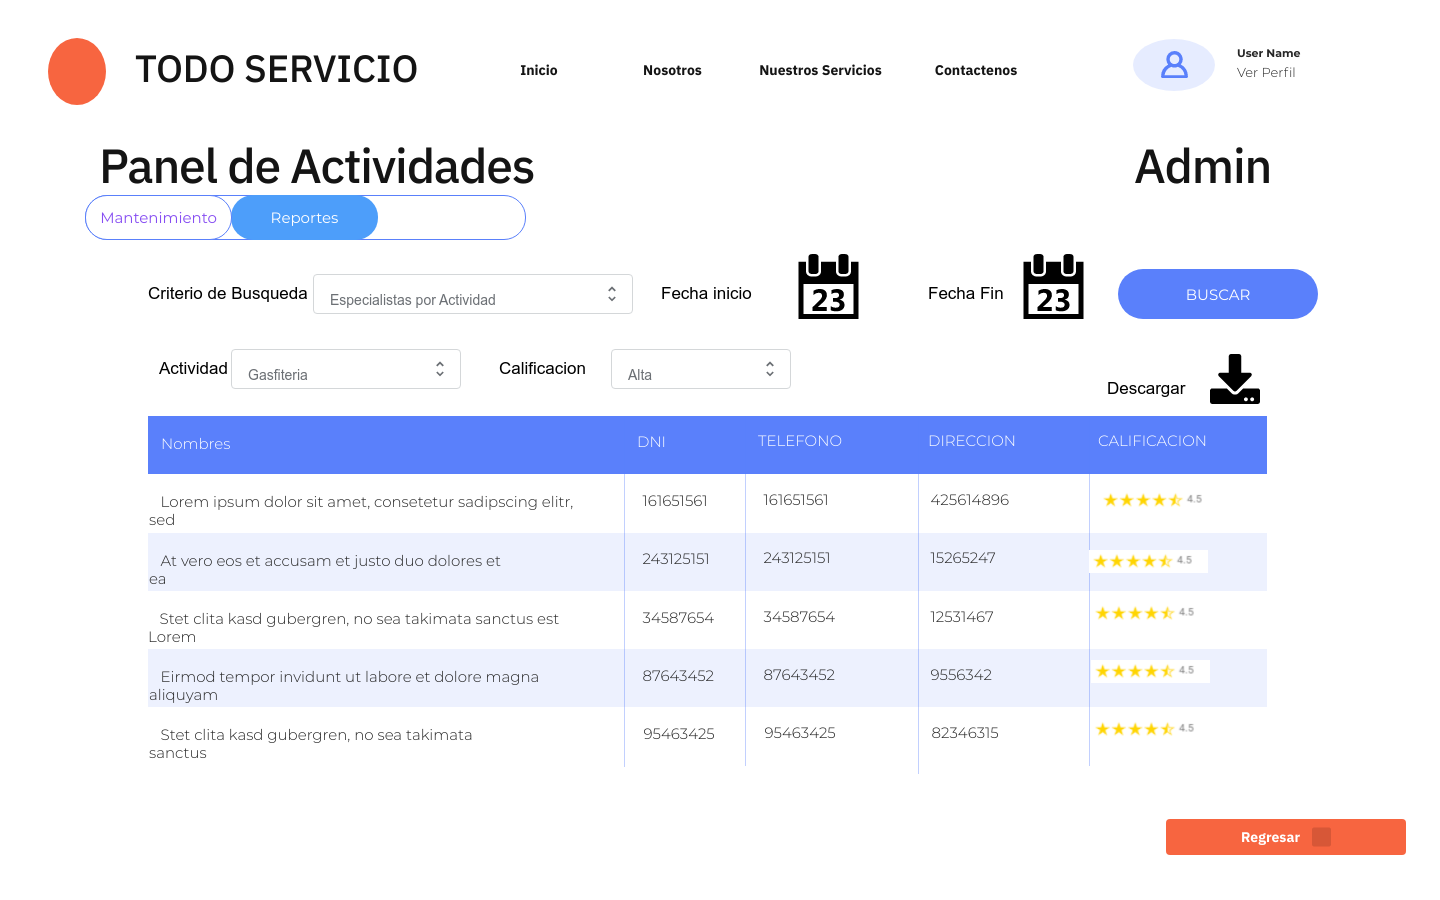 TODO SERVICIO
Inicio
Nosotros
Nuestros Servicios
Contactenos
User Name
Ver Perfil
Panel de Actividades
Admin
Mantenimiento
Reportes
Criterio de Busqueda
Especialistas por Actividad
Fecha inicio
23
Fecha Fin
23
BUSCAR
Actividad
Gasfiteria
Calificacion
Alta
Descargar
Nombres
DNI
TELEFONO
DIRECCION
CALIFICACION
Lorem ipsum dolor sit amet, consetetur sadipscing elitr,
sed
161651561
161651561
425614896
4.5
At vero eos et accusam et justo duo dolores et
ea
243125151
243125151
15265247
4.5
Stet clita kasd gubergren, no sea takimata sanctus est
Lorem
34587654
34587654
12531467
4.5
Eirmod tempor invidunt ut labore et dolore magna
aliquyam
87643452
87643452
9556342
4.5
Stet clita kasd gubergren, no sea takimata
sanctus
95463425
95463425
82346315
4.5
Regresar